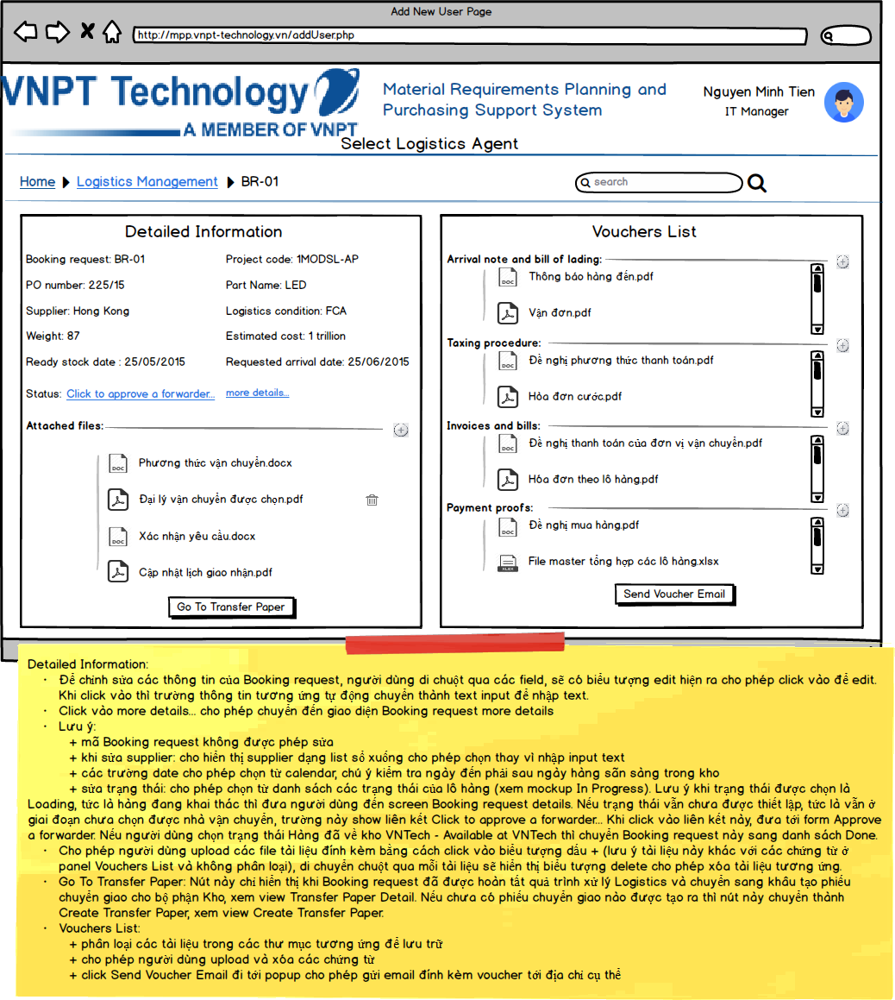 Add New User Page
http://mpp.vnpt-technology.vn/addUser.php
VNPT Technology
A MEMBER OF VNPT
Material Requirements Planning and
Purchasing Support System
Nguyen Minh Tien
IT Manager
Select Logistics Agent
Home Logistics Management BR-01
search
Detailed Information
Booking request: BR-01 Project code: 1MODSL-AP
PO number: 225/15 Part Name: LED
Supplier: Hong Kong Logistics condition: FCA
Weight: 87 Estimated cost: 1 trillion
Ready stock date : 25/05/2015 Requested arrival date: 25/06/2015
Status: Click to approve a forwarder... more details...
Attached files:
DOC Phương thức vận chuyển.docx
Đại lý vận chuyển được chọn.pdf
DOC Xác nhận yêu cầu.docx
Cập nhật lịch giao nhận.pdf
Go To Transfer Paper
Vouchers List
Arrival note and bill of lading:
DOC Thông báo hàng đến.pdf
Vận đơn.pdf
Taxing procedure:
DOC Đề nghị phương thức thanh toán.pdf
Hòa đơn cước.pdf
Invoices and bills:
DOC Đề nghị thanh toán của đơn vị vận chuyển.pdf
Hóa đơn theo lô hàng.pdf
Payment proofs:
DOC Đề nghị mua hàng.pdf
XLSX File master tổng hợp các lô hàng.xlsx
Send Voucher Email
Detailed Information:
· Để chỉnh sửa các thông tin của Booking request, người dùng di chuột qua các field, sẽ có biểu tượng edit hiện ra cho phép click vào để edit.
Khi click vào thì trường thông tin tương ứng tự động chuyển thành text input để nhập text.
· Click vào more details... cho phép chuyển đến giao diện Booking request more details
· Lưu ý:
+ mã Booking request không được phép sửa
+ khi sửa supplier: cho hiển thị supplier dạng list sổ xuống cho phép chọn thay vì nhập input text
+ các trường date cho phép chọn từ calendar, chú ý kiểm tra ngày đến phải sau ngày hàng sẵn sàng trong kho
+ sửa trạng thái: cho phép chọn từ danh sách các trạng thái của lô hàng (xem mockup In Progress). Lưu ý khi trạng thái được chọn là
Loading, tức là hàng đang khai thác thì đưa người dùng đến screen Booking request details. Nếu trạng thái vẫn chưa được thiết lập, tức là vẫn ở
giai đoạn chưa chọn được nhà vận chuyển, trường này show liên kết Click to approve a forwarder... Khi click vào liên kết này, đưa tới form Approve
a forwarder. Nếu người dùng chọn trạng thái Hàng đã về kho VNTech - Available at VNTech thì chuyển Booking request này sang danh sách Done.
· Cho phép người dùng upload các file tài liệu đính kèm bằng cách click vào biểu tượng dấu + (lưu ý tài liệu này khác với các chứng từ ở
panel Vouchers List và không phân loại), di chuyển chuột qua mỗi tài liệu sẽ hiển thị biểu tượng delete cho phép xóa tài liệu tương ứng.
· Go To Transfer Paper: Nút này chỉ hiển thị khi Booking request đã được hoàn tất quá trình xử lý Logistics và chuyển sang khâu tạo phiếu
chuyển giao cho bộ phận Kho, xem view Transfer Paper Detail. Nếu chưa có phiếu chuyển giao nào được tạo ra thì nút này chuyển thành
Create Transfer Paper, xem view Create Transfer Paper.
· Vouchers List:
+ phân loại các tài liệu trong các thư mục tương ứng để lưu trữ
+ cho phép người dùng upload và xóa các chứng từ
+ click Send Voucher Email đi tới popup cho phép gửi email đính kèm voucher tới địa chỉ cụ thể